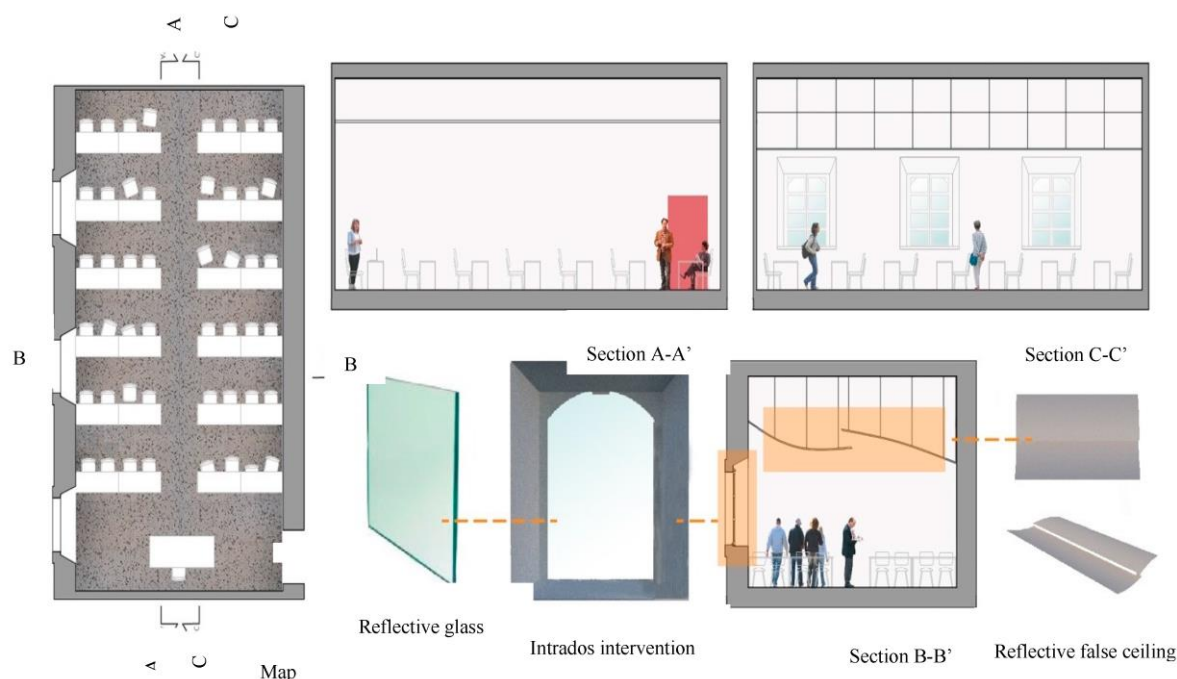 A C
B
B
Section A-A’
Section C-C’
Reflective glass
Intrados intervention
Section B-B’
Reflective false ceiling
A C
Map